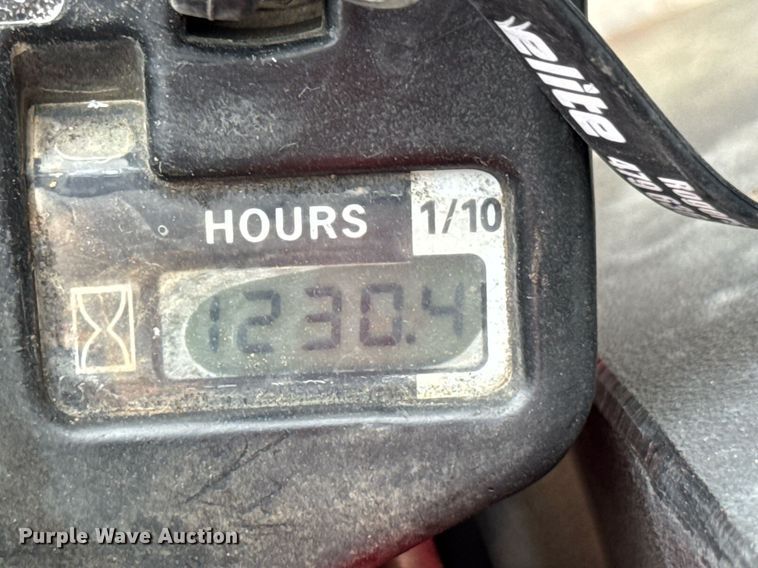 elite
HOURS 1/10
1230.4
Purple Wave Auction